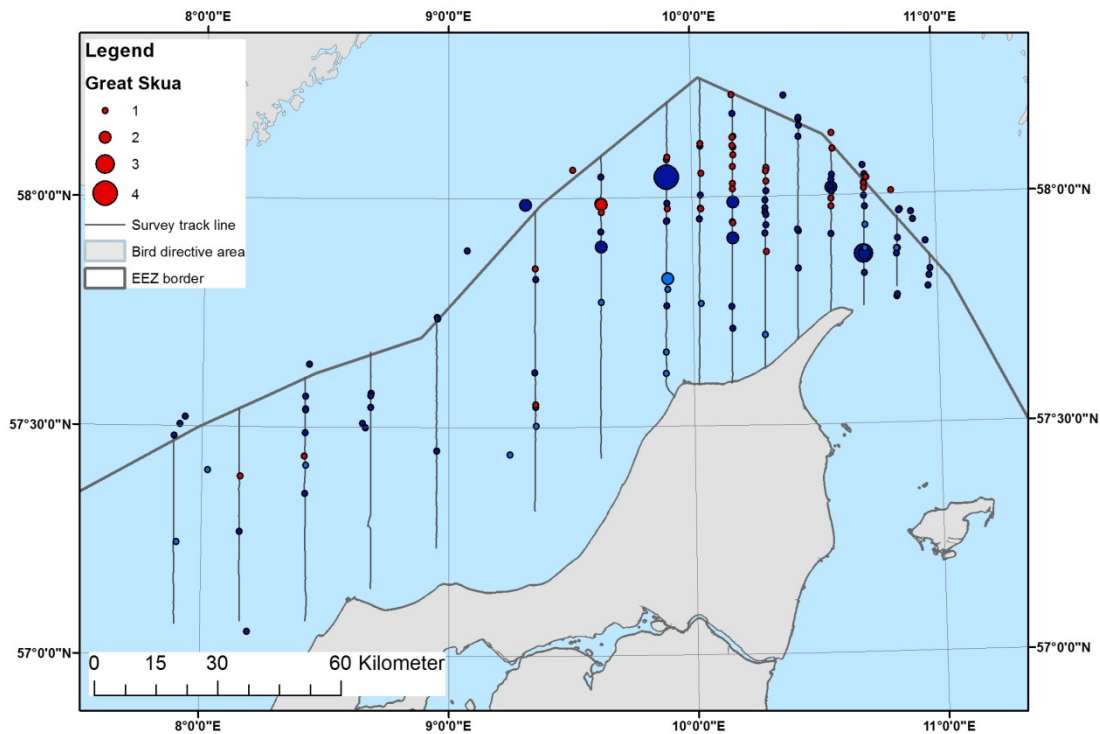 8°0'0"E 9°0'0"E 10°0'0"E 11°0'0"E
Legend
Great Skua
1
2
3
4
Survey track line
Bird directive area
EEZ border
58°0'0"N 58°0'0"N
57°30'0"N 57°30'0"N
57°0'0"N 57°0'0"N
0 15 30 60 Kilometer
8°0'0"E 9°0'0"E 10°0'0"E 11°0'0"E